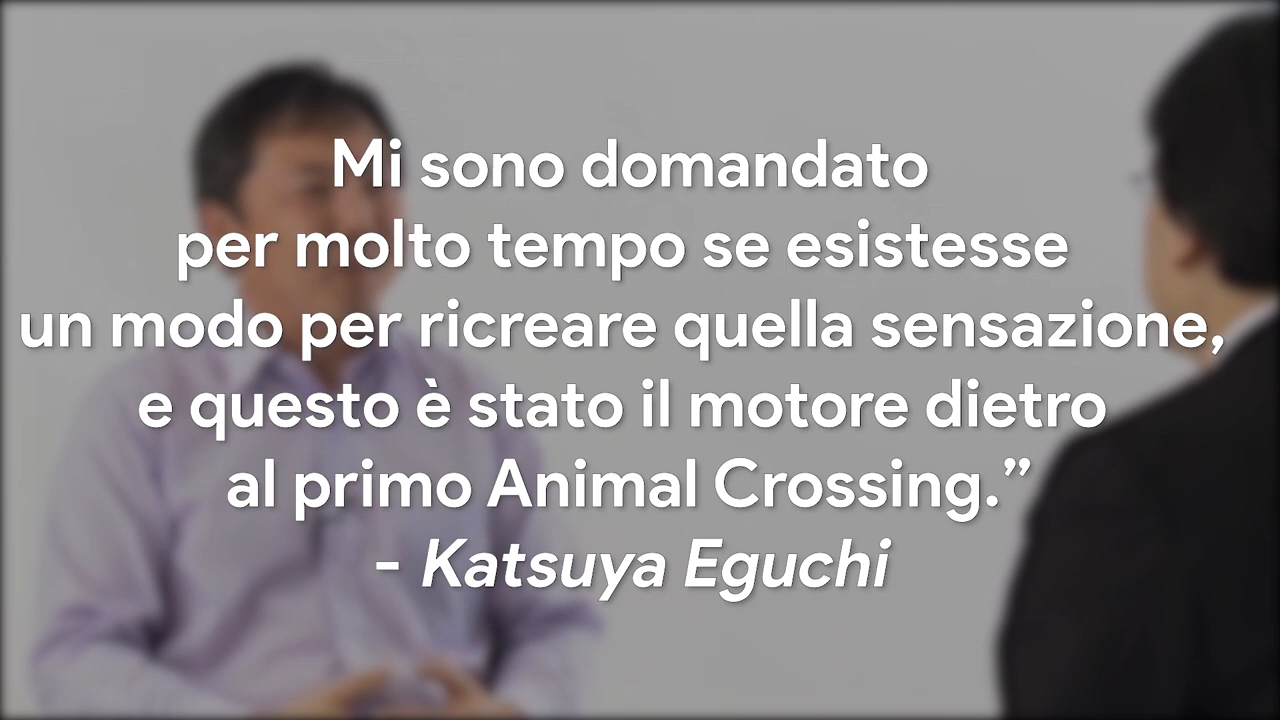 Mi sono domandato
per molto tempo se esistesse
un modo per ricreare quella sensazione,
e questo è stato il motore dietro
al primo Animal Crossing.”
- Katsuya Eguchi